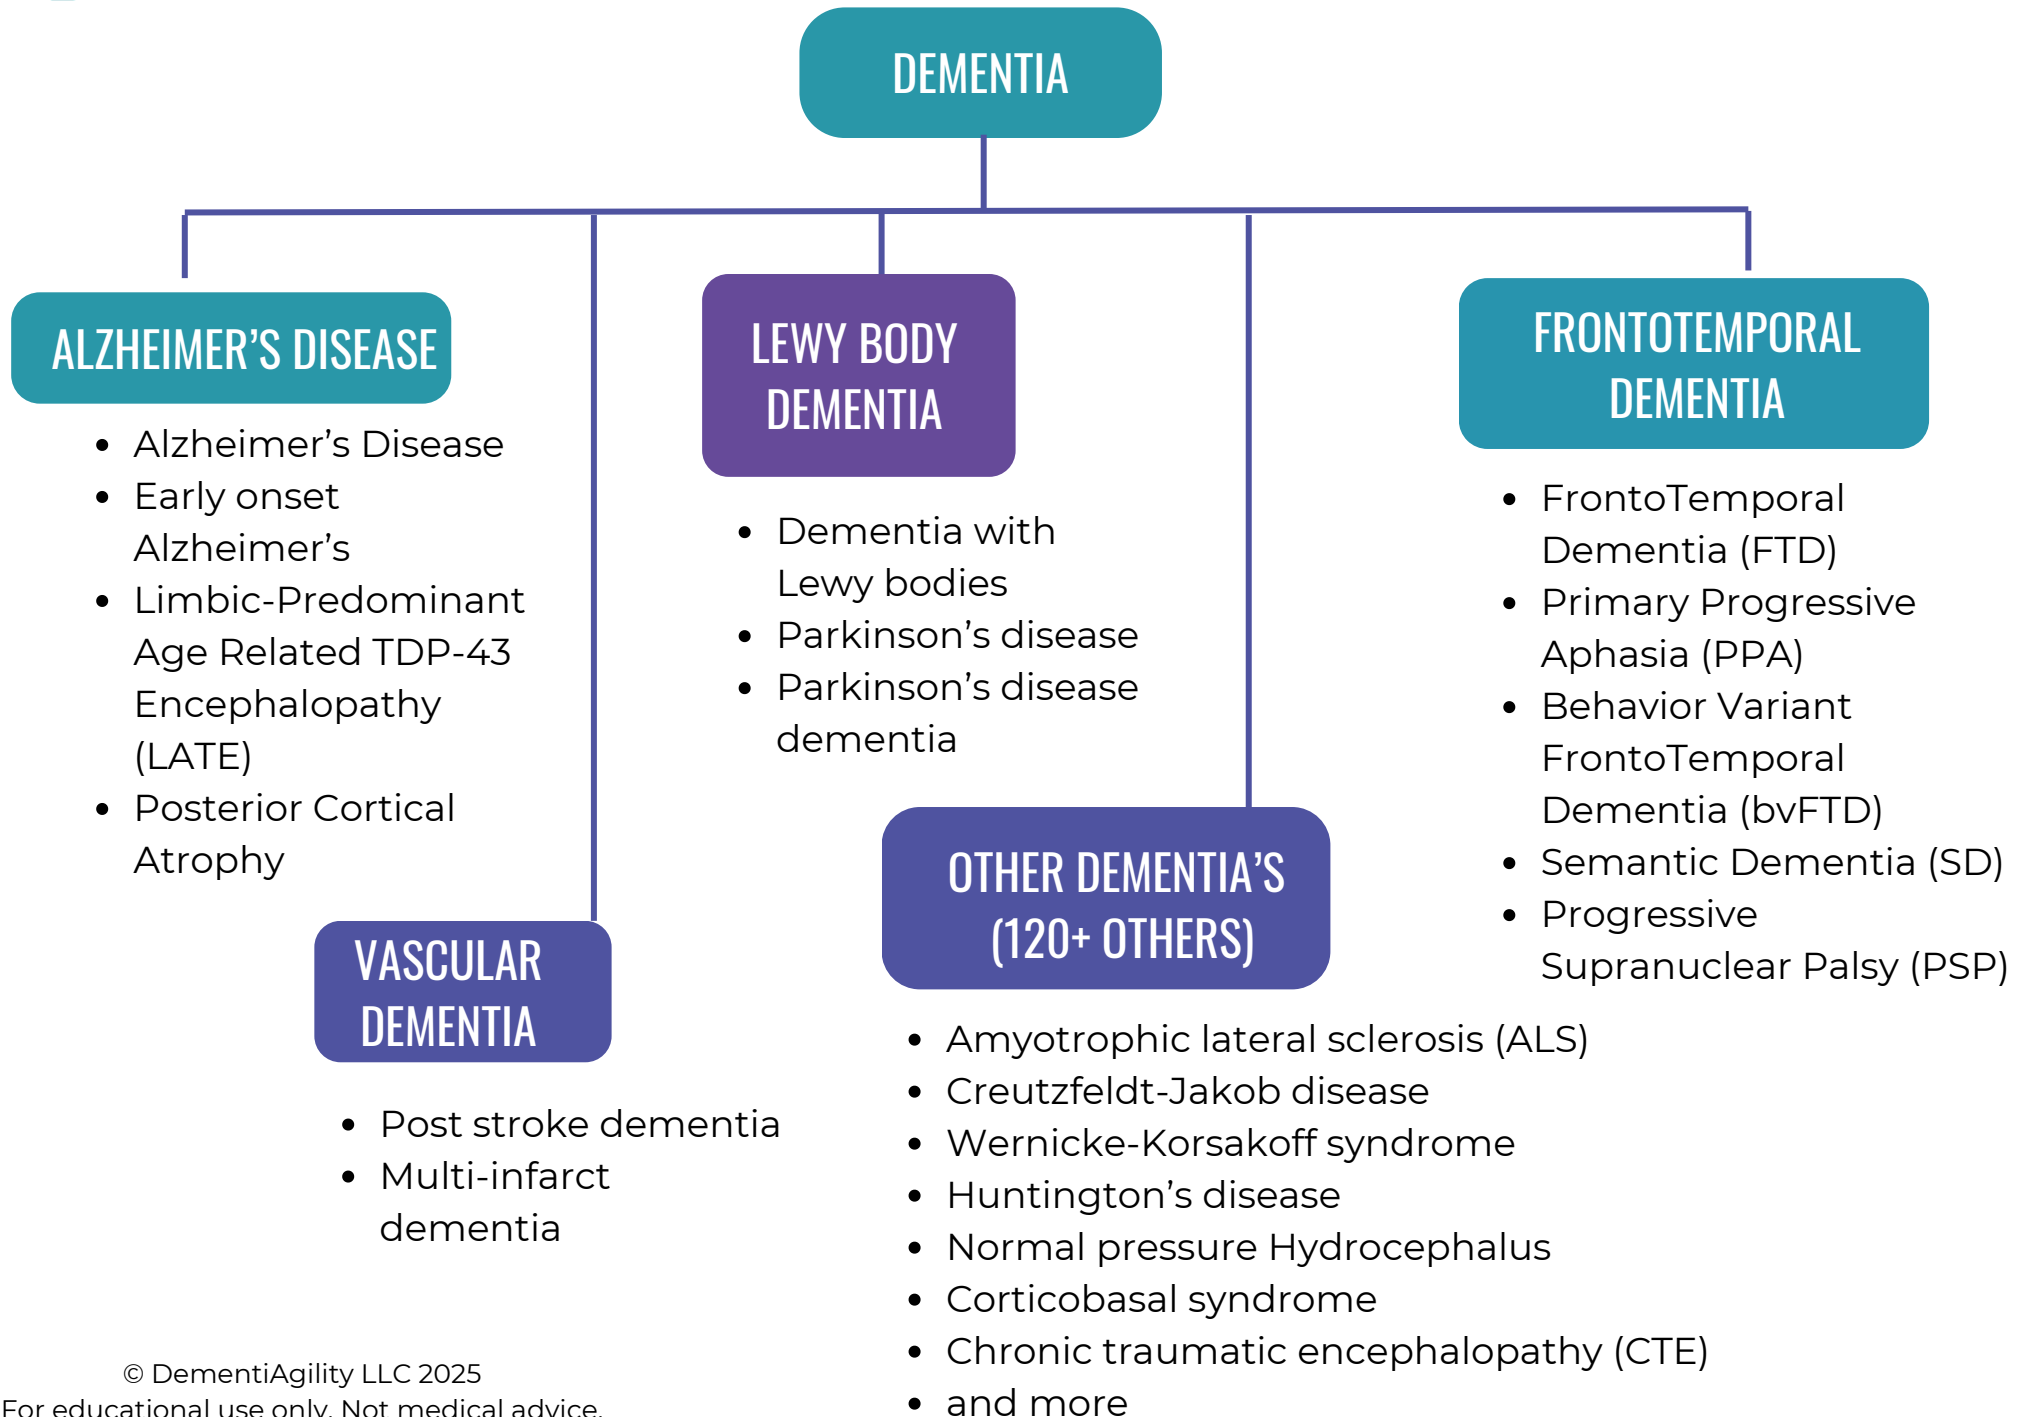 DEMENTIA
ALZHEIMER’S DISEASE
• Alzheimer’s Disease
• Early onset
Alzheimer’s
• Limbic-Predominant
Age Related TDP-43
Encephalopathy
(LATE)
• Posterior Cortical
Atrophy
VASCULAR
DEMENTIA
• Post stroke dementia
• Multi-infarct
dementia
LEWY BODY
DEMENTIA
• Dementia with
Lewy bodies
• Parkinson’s disease
• Parkinson’s disease
dementia
OTHER DEMENTIA’S
(120+ OTHERS)
• Amyotrophic lateral sclerosis (ALS)
• Creutzfeldt-Jakob disease
• Wernicke-Korsakoff syndrome
• Huntington’s disease
• Normal pressure Hydrocephalus
• Corticobasal syndrome
• Chronic traumatic encephalopathy (CTE)
• and more
FRONTOTEMPORAL
DEMENTIA
• FrontoTemporal
Dementia (FTD)
• Primary Progressive
Aphasia (PPA)
• Behavior Variant
FrontoTemporal
Dementia (bvFTD)
• Semantic Dementia (SD)
• Progressive
Supranuclear Palsy (PSP)
© DementiAgility LLC 2025
For educational use only. Not medical advice.